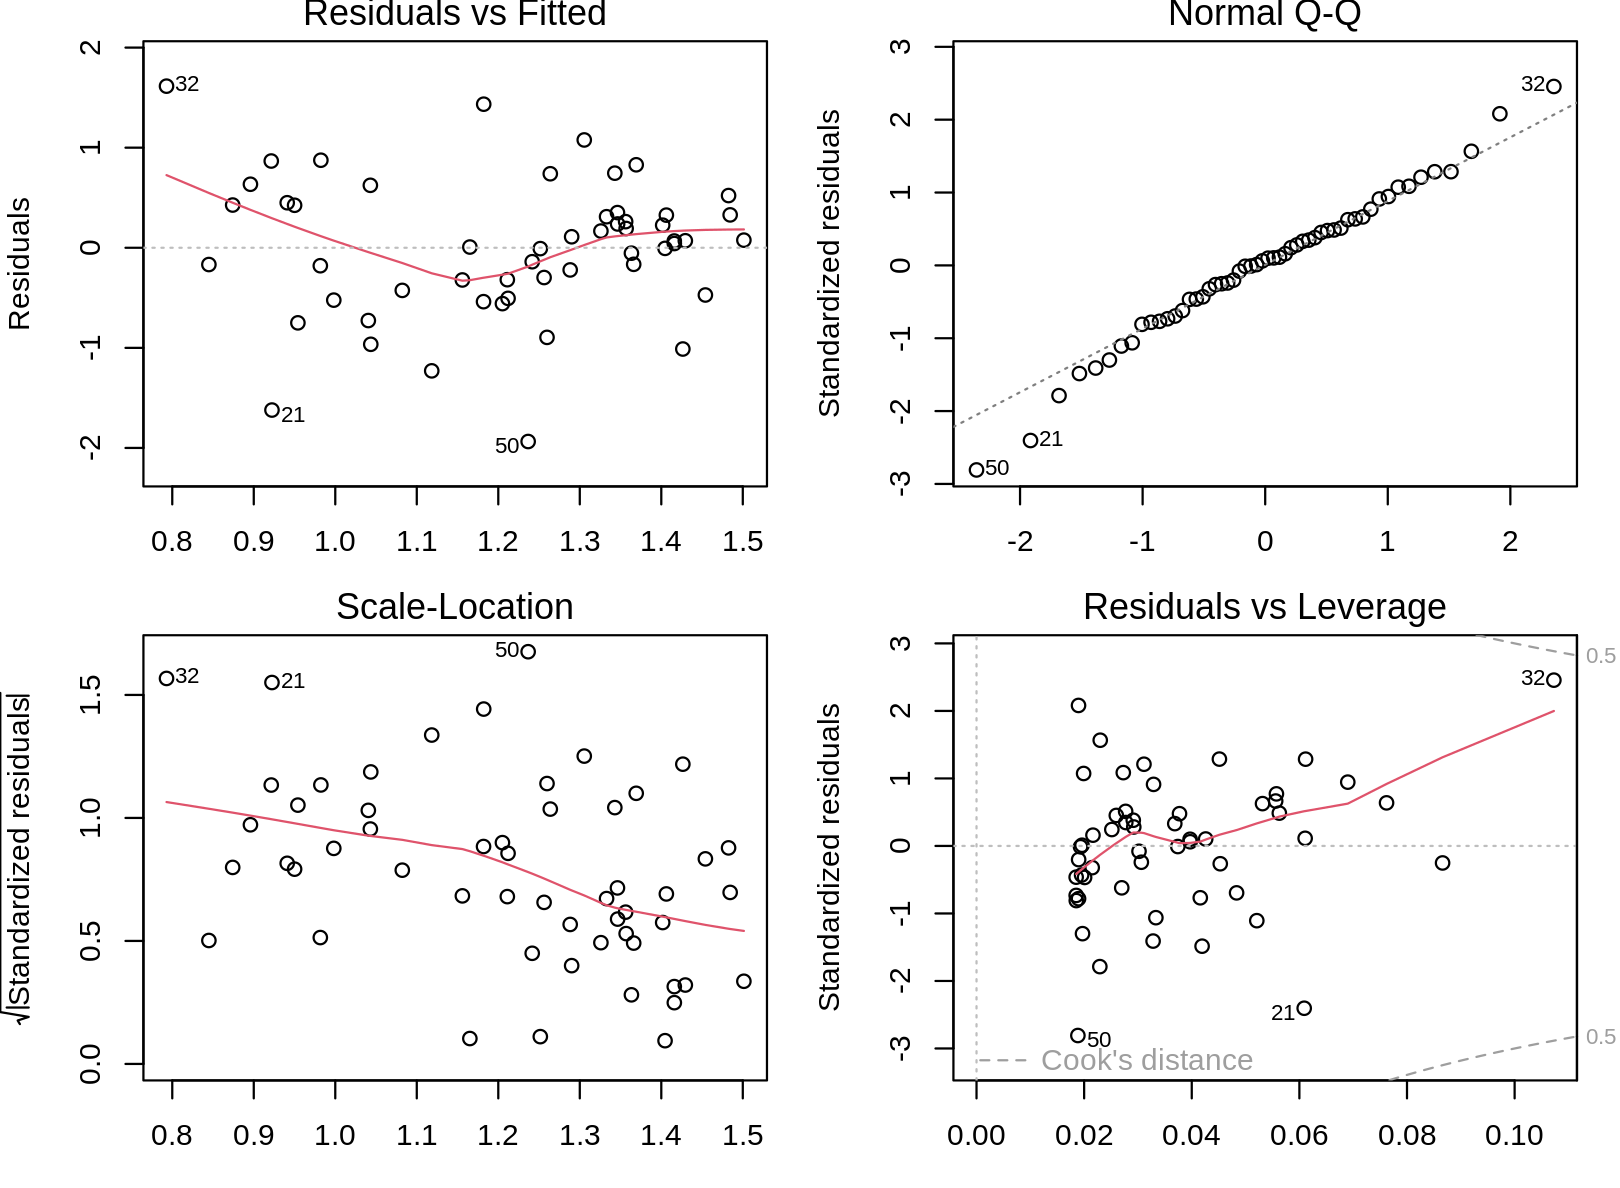 Residuals vs Fitted
Residuals
2
1
0
-1
-2
32
21
50
0.8 0.9 1.0 1.1 1.2 1.3 1.4 1.5
Normal Q-Q
Standardized residuals
3
2
1
0
-1
-2
-3
32
21
50
-2 -1 0 1 2
Scale-Location
√|Standardized residuals|
1.5
1.0
0.5
0.0
50
32
21
0.8 0.9 1.0 1.1 1.2 1.3 1.4 1.5
Residuals vs Leverage
Standardized residuals
3
2
1
0
-1
-2
-3
0.5
32
21
50
0.5
Cook's distance
0.00 0.02 0.04 0.06 0.08 0.10